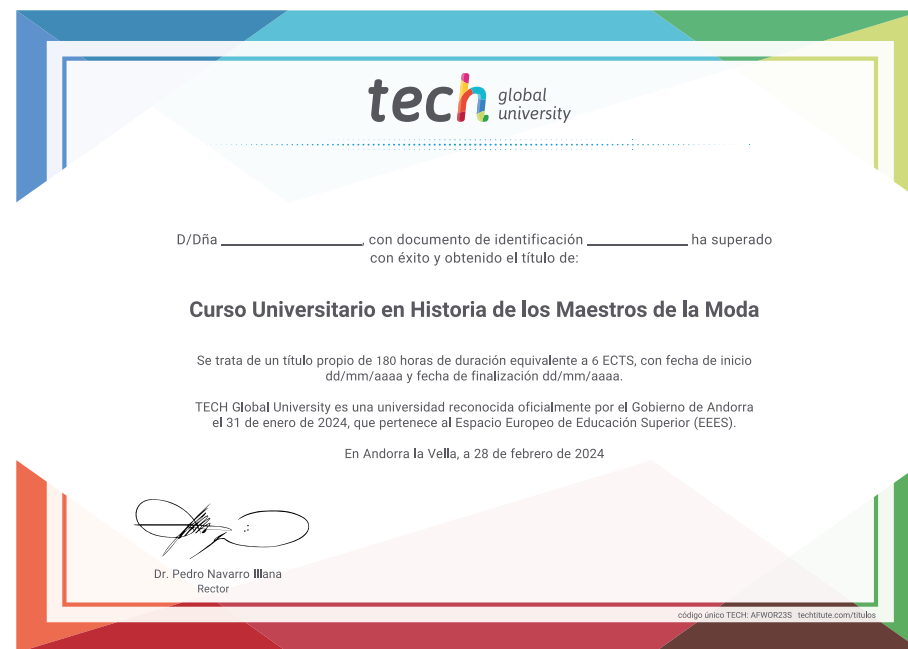 tech global university
D/Dña ______________, con documento de identificación __________ ha superado
con éxito y obtenido el título de:
Curso Universitario en Historia de los Maestros de la Moda
Se trata de un título propio de 180 horas de duración equivalente a 6 ECTS, con fecha de inicio
dd/mm/aaaa y fecha de finalización dd/mm/aaaa.
TECH Global University es una universidad reconocida oficialmente por el Gobierno de Andorra
el 31 de enero de 2024, que pertenece al Espacio Europeo de Educación Superior (EEES).
En Andorra la Vella, a 28 de febrero de 2024
Dr. Pedro Navarro Illana
Rector
código único TECH: AFWOR23S techtitute.com/titulos